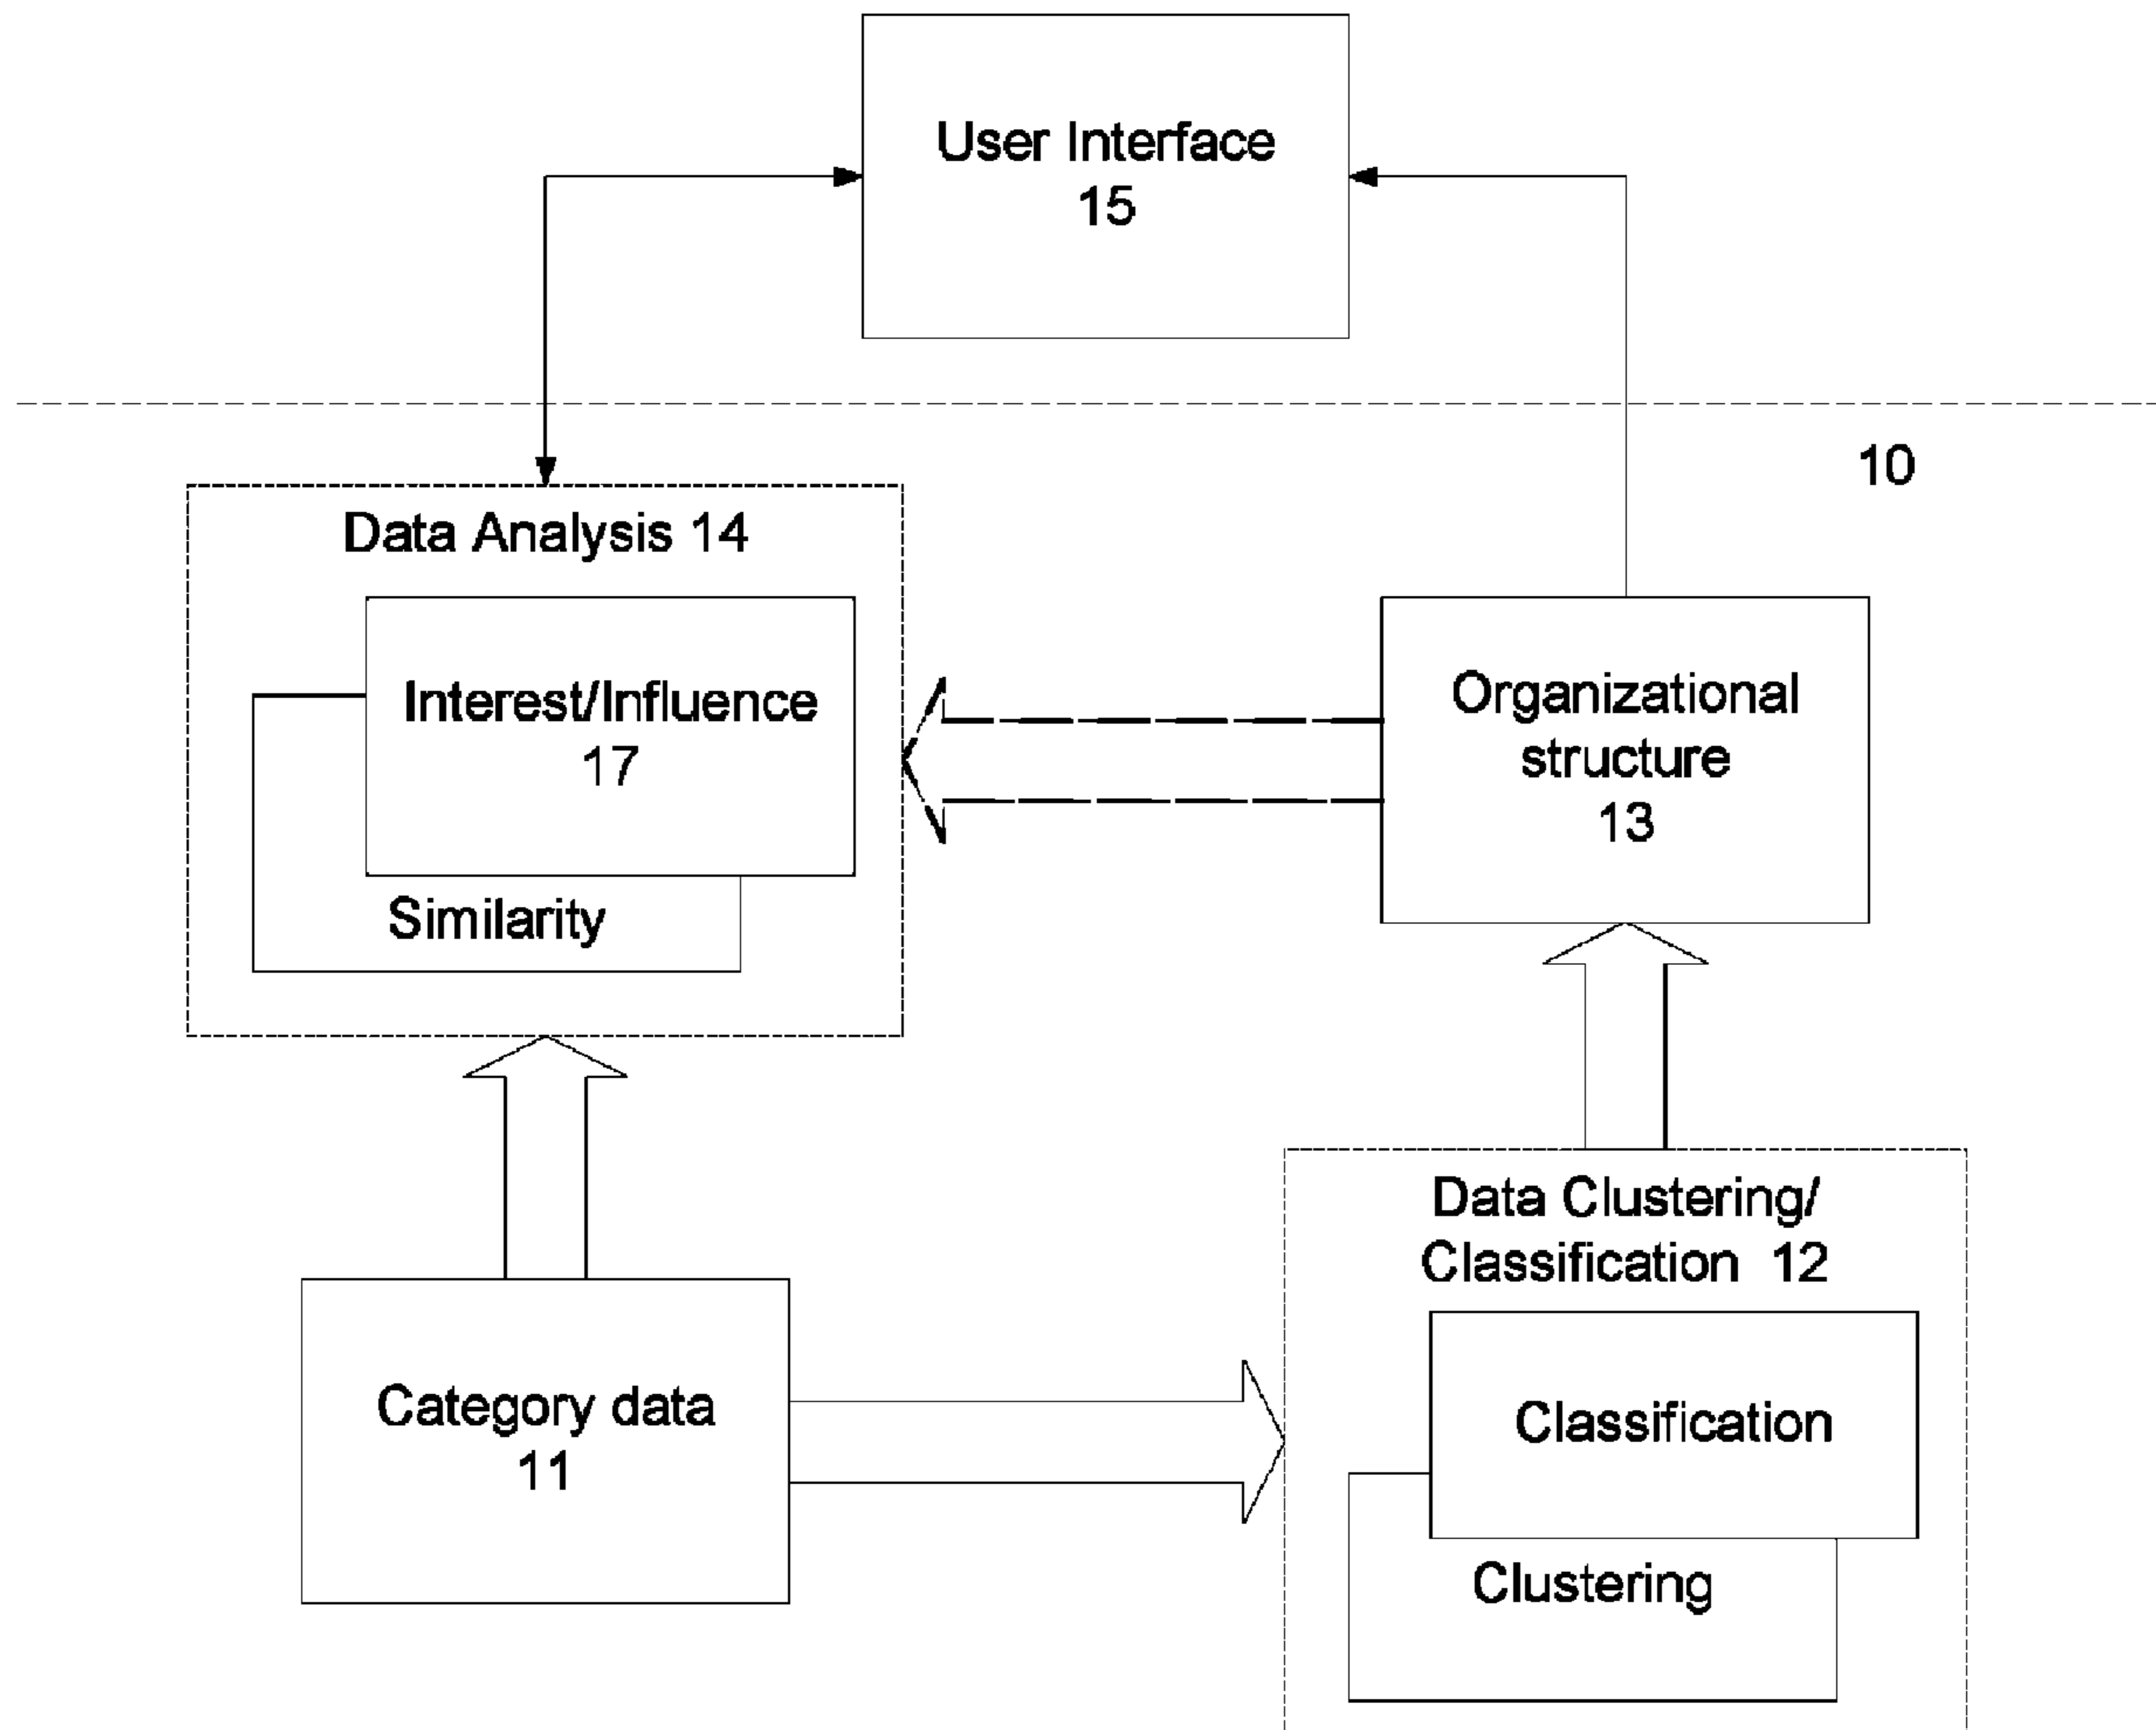 User Interface
15
10
Data Analysis 14
Interest/Influence
17
Similarity
Organizational
structure
13
Data Clustering/
Classification 12
Category data
11
Classification
Clustering